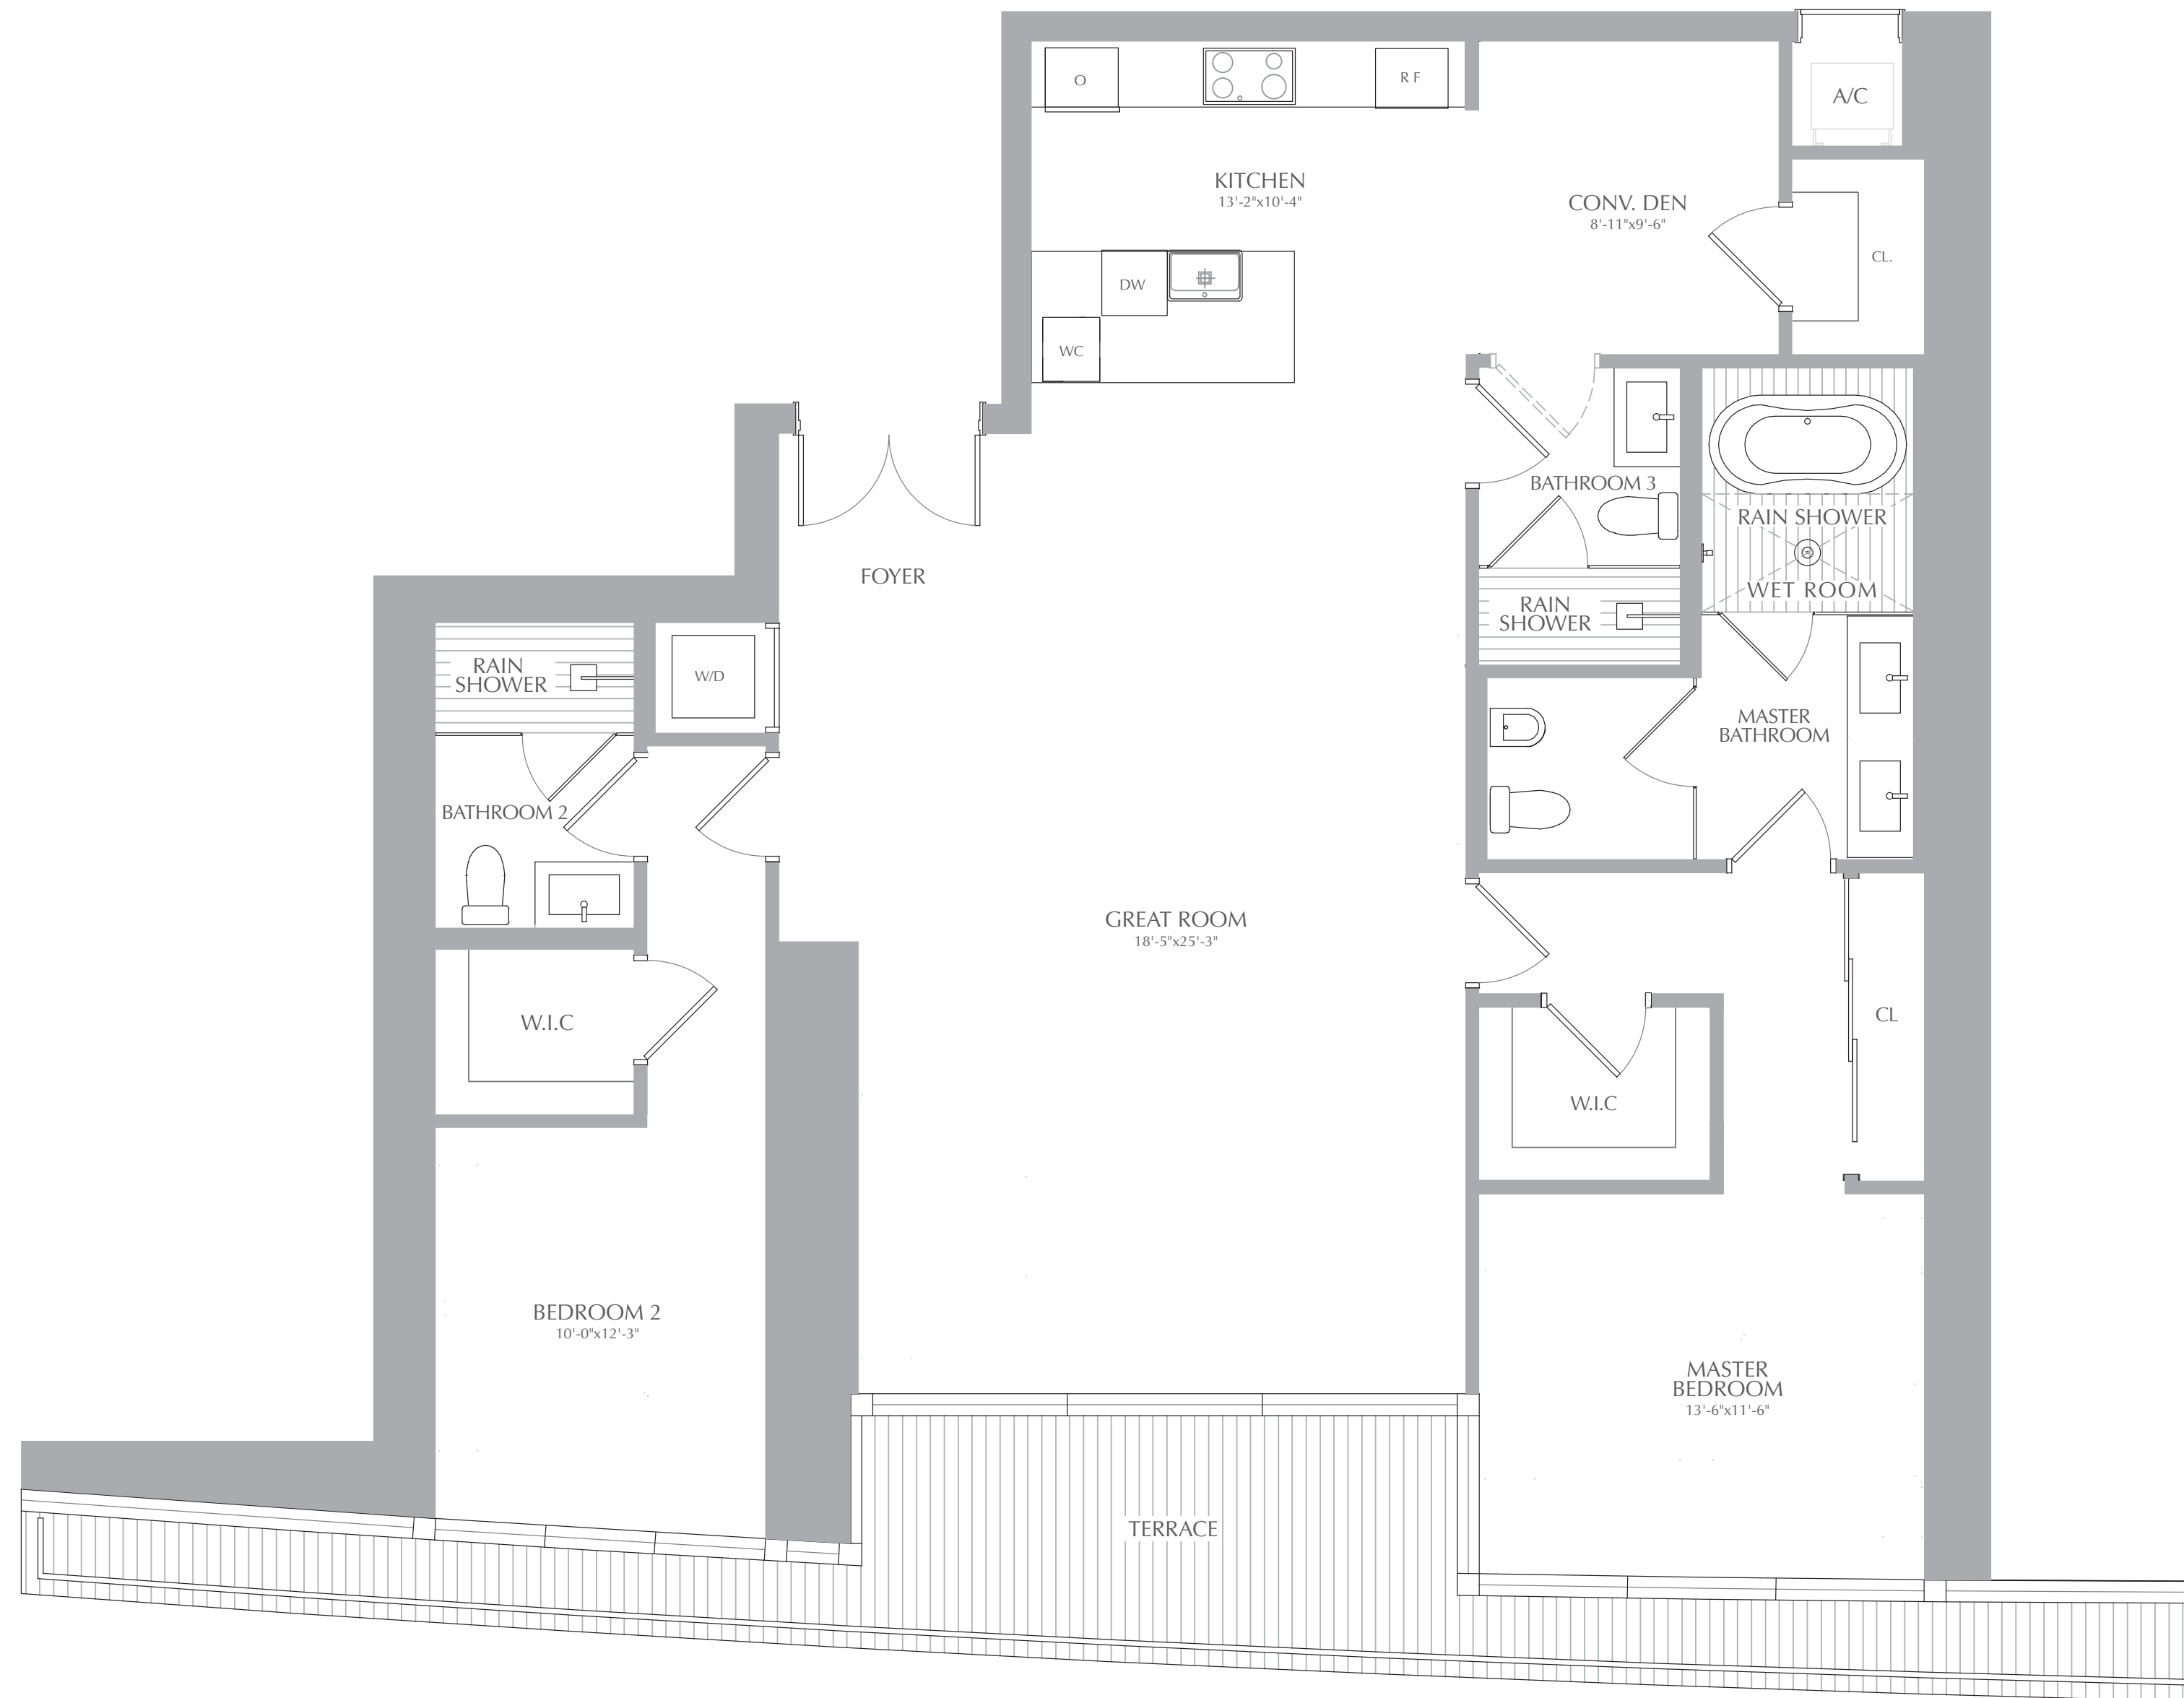 O
R F
A/C
KITCHEN
13'-2"x10'-4"
CONV. DEN
8'-11"x9'-6"
CL.
DW
WC
BATHROOM 3
RAIN SHOWER
WET ROOM
FOYER
RAIN
SHOWER
RAIN
SHOWER
W/D
MASTER
BATHROOM
BATHROOM 2
GREAT ROOM
18'-5"x25'-3"
W.I.C
CL
W.I.C
BEDROOM 2
10'-0"x12'-3"
MASTER
BEDROOM
13'-6"x11'-6"
TERRACE